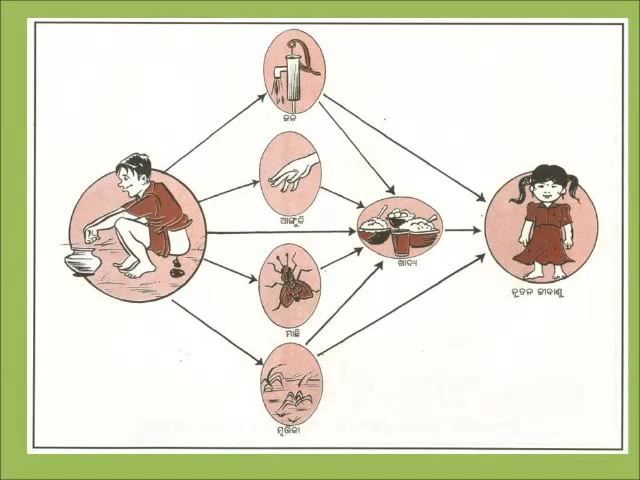 ଜଳ
ଆଙ୍ଗୁଳି
ଖାଦ୍ୟ
ନୂତନ ଜୀବାଣୁ
ମାଛି
ମୃତ୍ତିକା